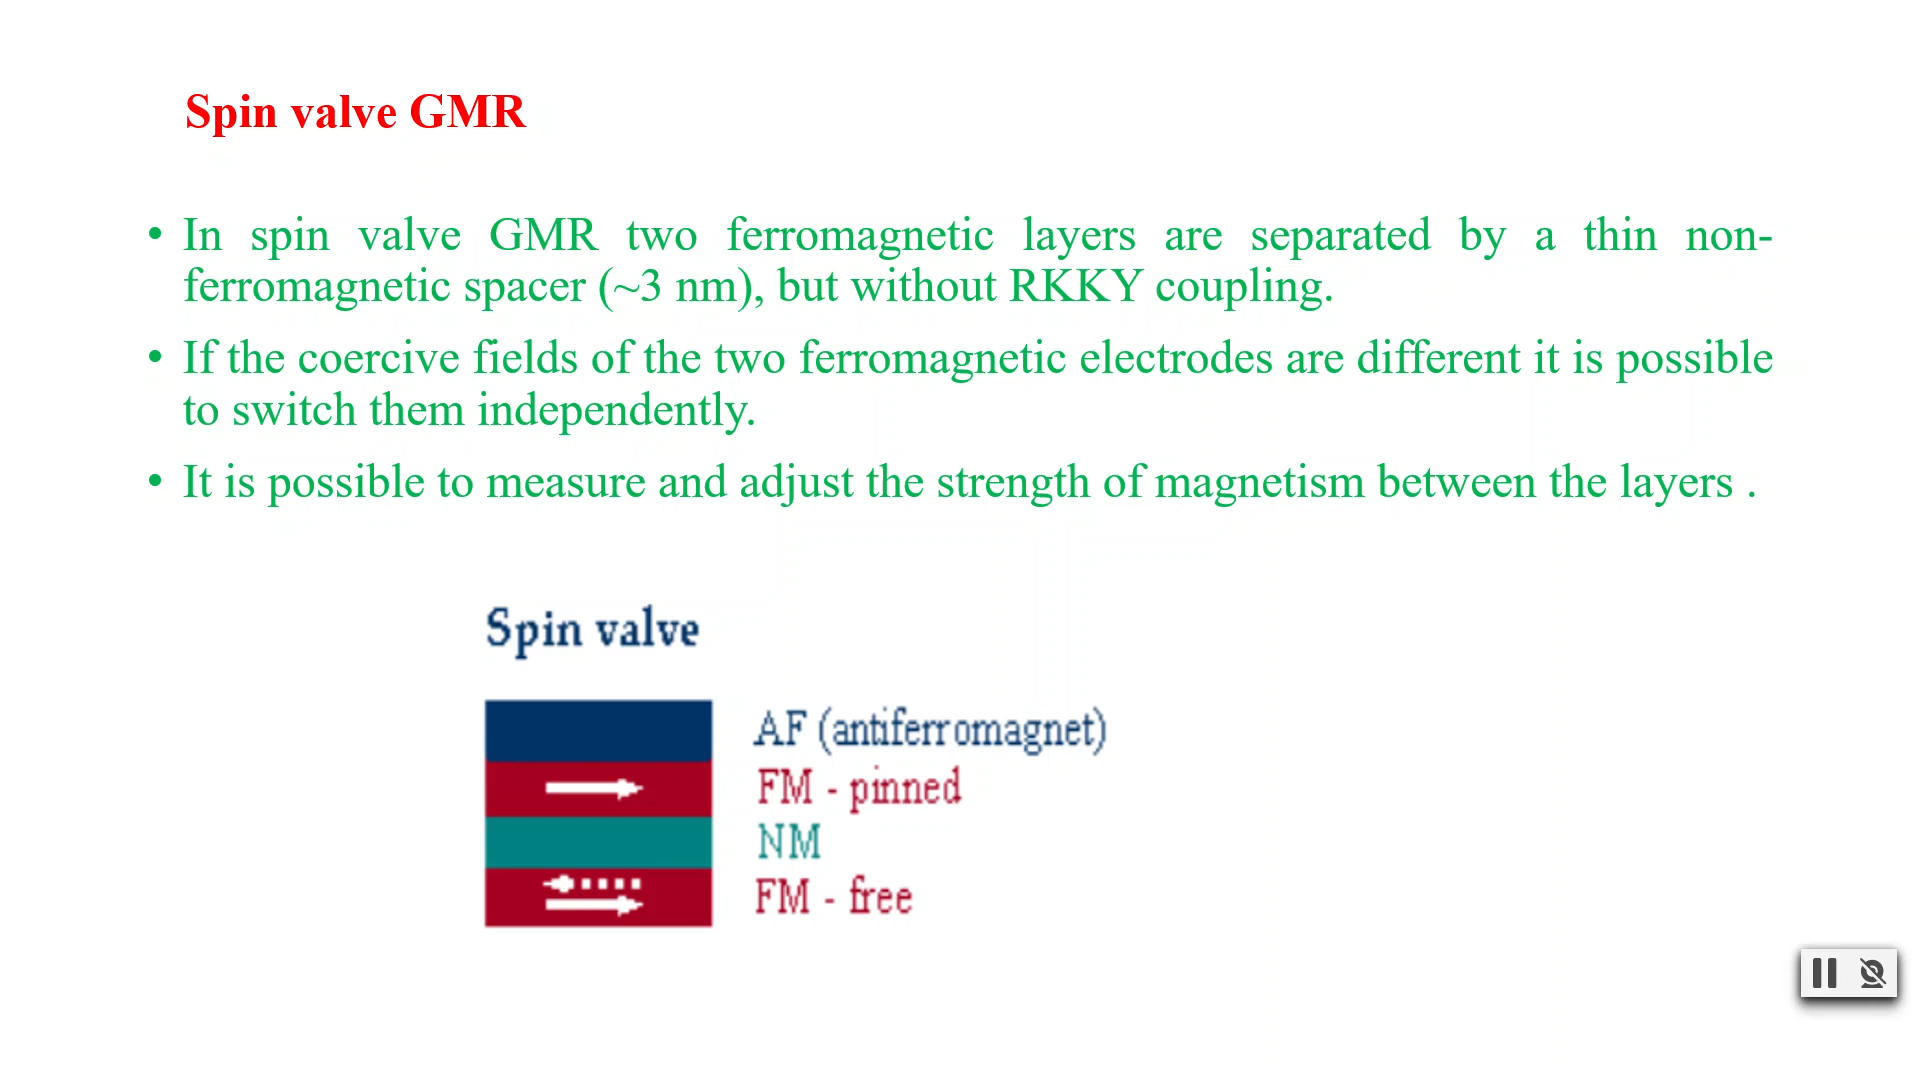 Spin valve GMR
• In spin valve GMR two ferromagnetic layers are separated by a thin non-
ferromagnetic spacer (~3 nm), but without RKKY coupling.
• If the coercive fields of the two ferromagnetic electrodes are different it is possible
to switch them independently.
• It is possible to measure and adjust the strength of magnetism between the layers .
Spin valve
AF (antiferromagnet)
FM - pinned
NM
FM - free